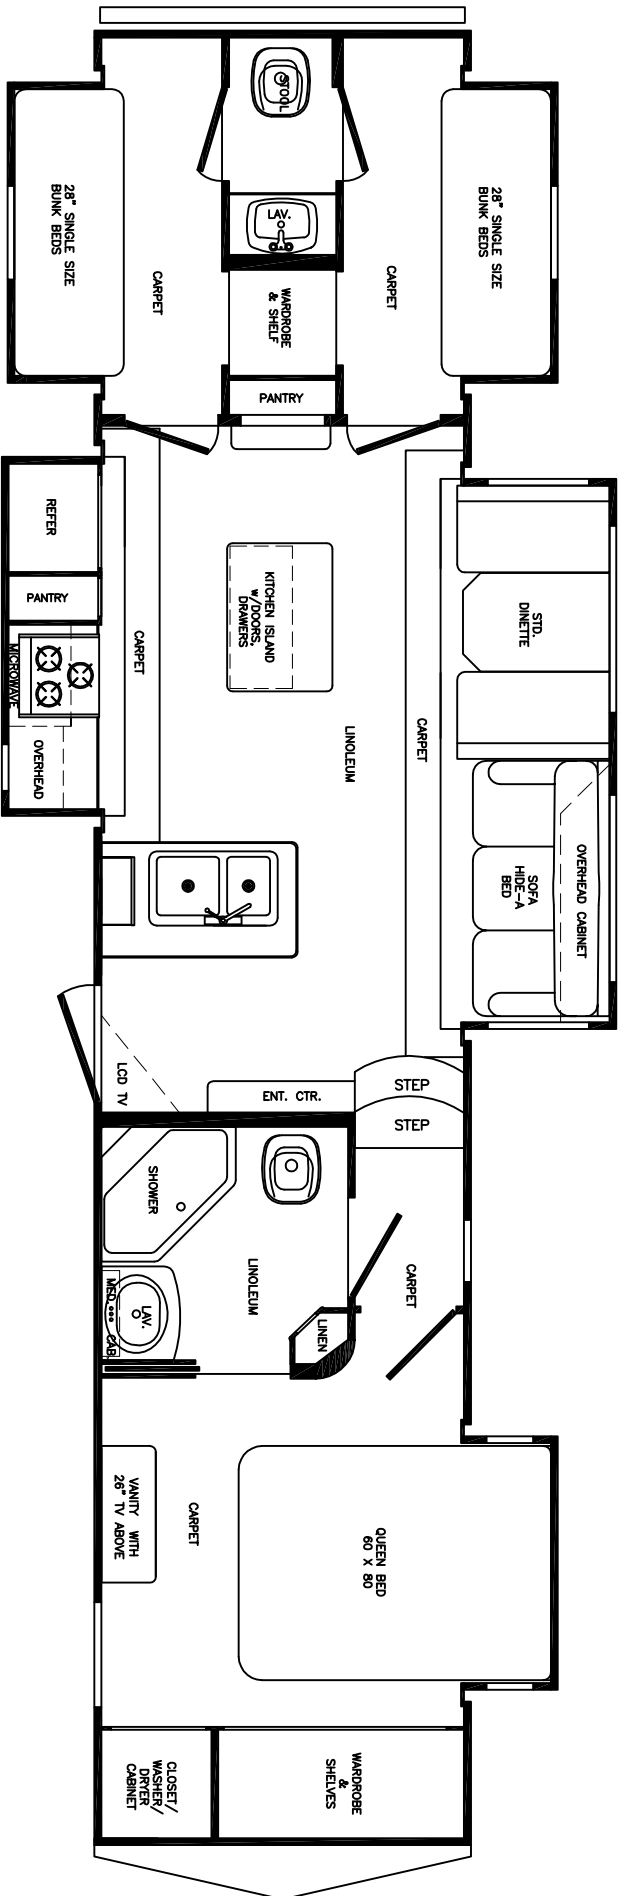 STOOL
LAV.
28" SINGLE SIZE
BUNK BEDS
28" SINGLE SIZE
BUNK BEDS
CARPET
CARPET
WARDROBE
& SHELF
PANTRY
REFER
PANTRY
MICROWAVE
OVERHEAD
CARPET
KITCHEN ISLAND
w/DOORS,
DRAWERS
LINOLEUM
CARPET
STD.
DINETTE
OVERHEAD CABINET
SOFA
HIDE-A
BED
LCD TV
ENT. CTR.
STEP
STEP
SHOWER
LINOLEUM
CARPET
MED. CAB
LAV.
LINEN
VANITY WITH
26" TV ABOVE
CARPET
QUEEN BED
60 X 80
CLOSET/
WASHER/
DRYER
CABINET
WARDROBE
&
SHELVES